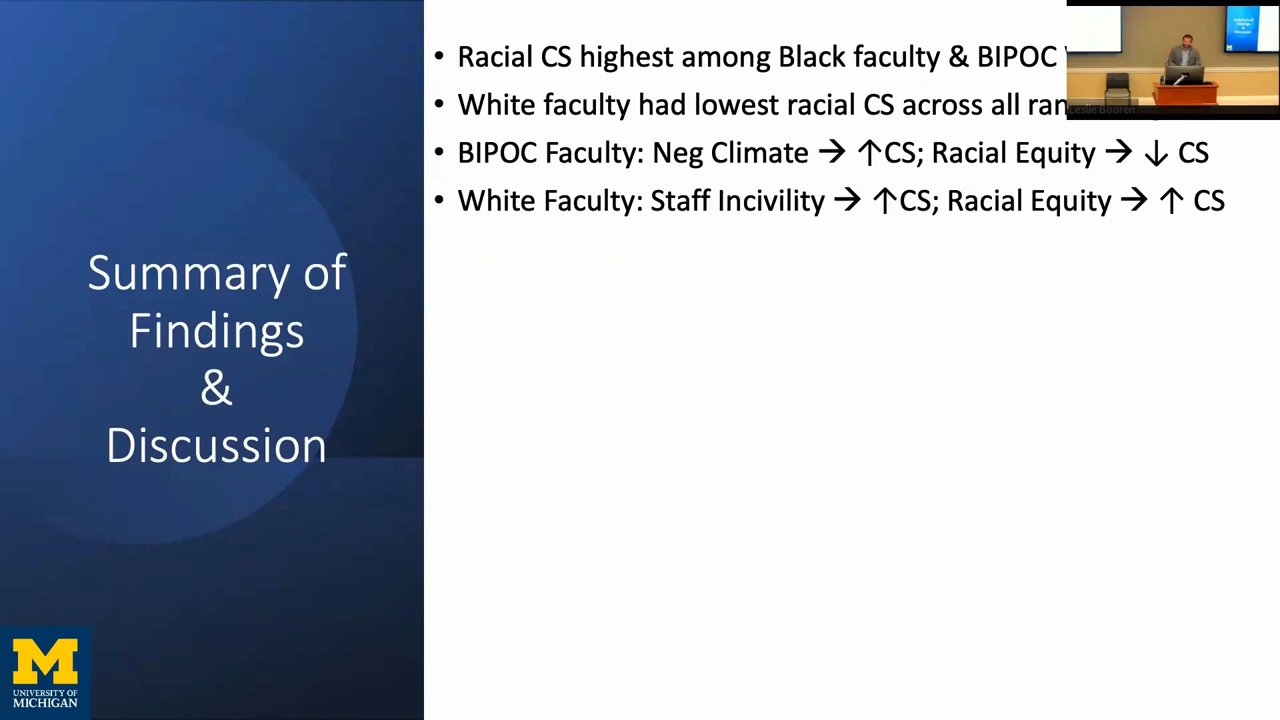 Summary of
Findings
&
Discussion
• Racial CS highest among Black faculty & BIPOC
• White faculty had lowest racial CS across all
• BIPOC Faculty: Neg Climate → ↑CS; Racial Equity → ↓ CS
• White Faculty: Staff Incivility → ↑CS; Racial Equity → ↑ CS
Leslie Booren
M
UNIVERSITY OF
MICHIGAN